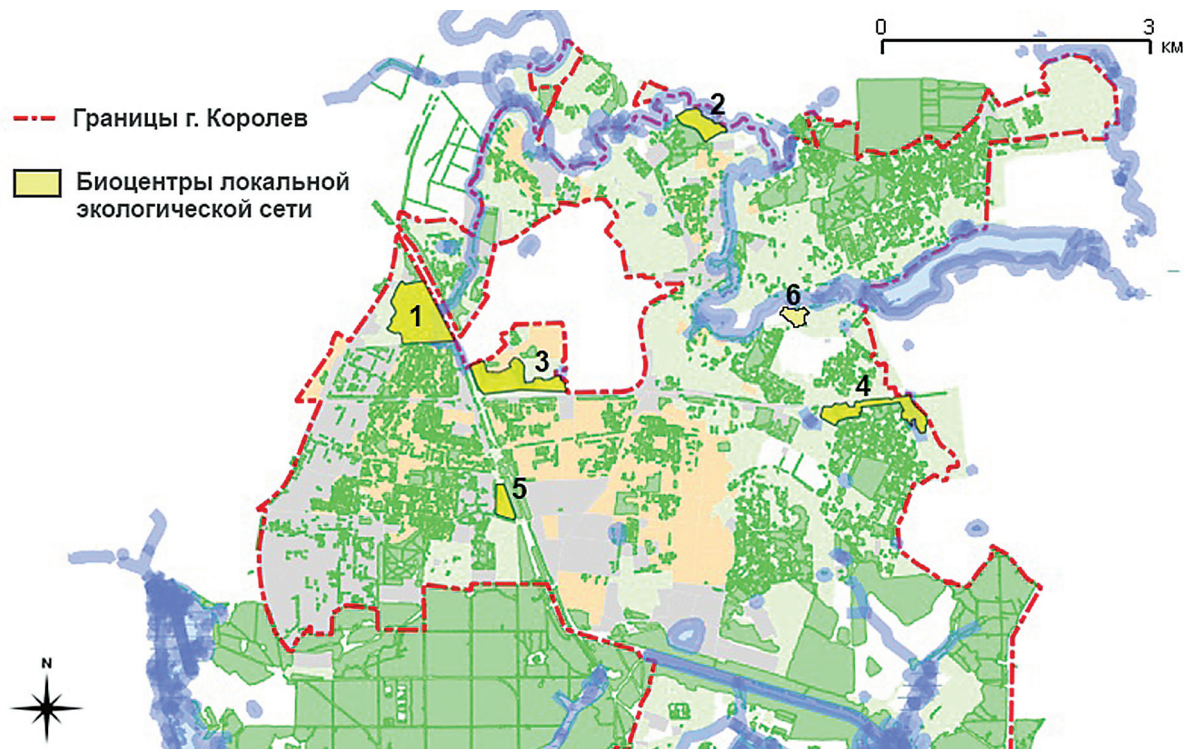 0 3
км
Границы г. Королев
Биоцентры локальной
экологической сети
2
6
1
3
4
5
N